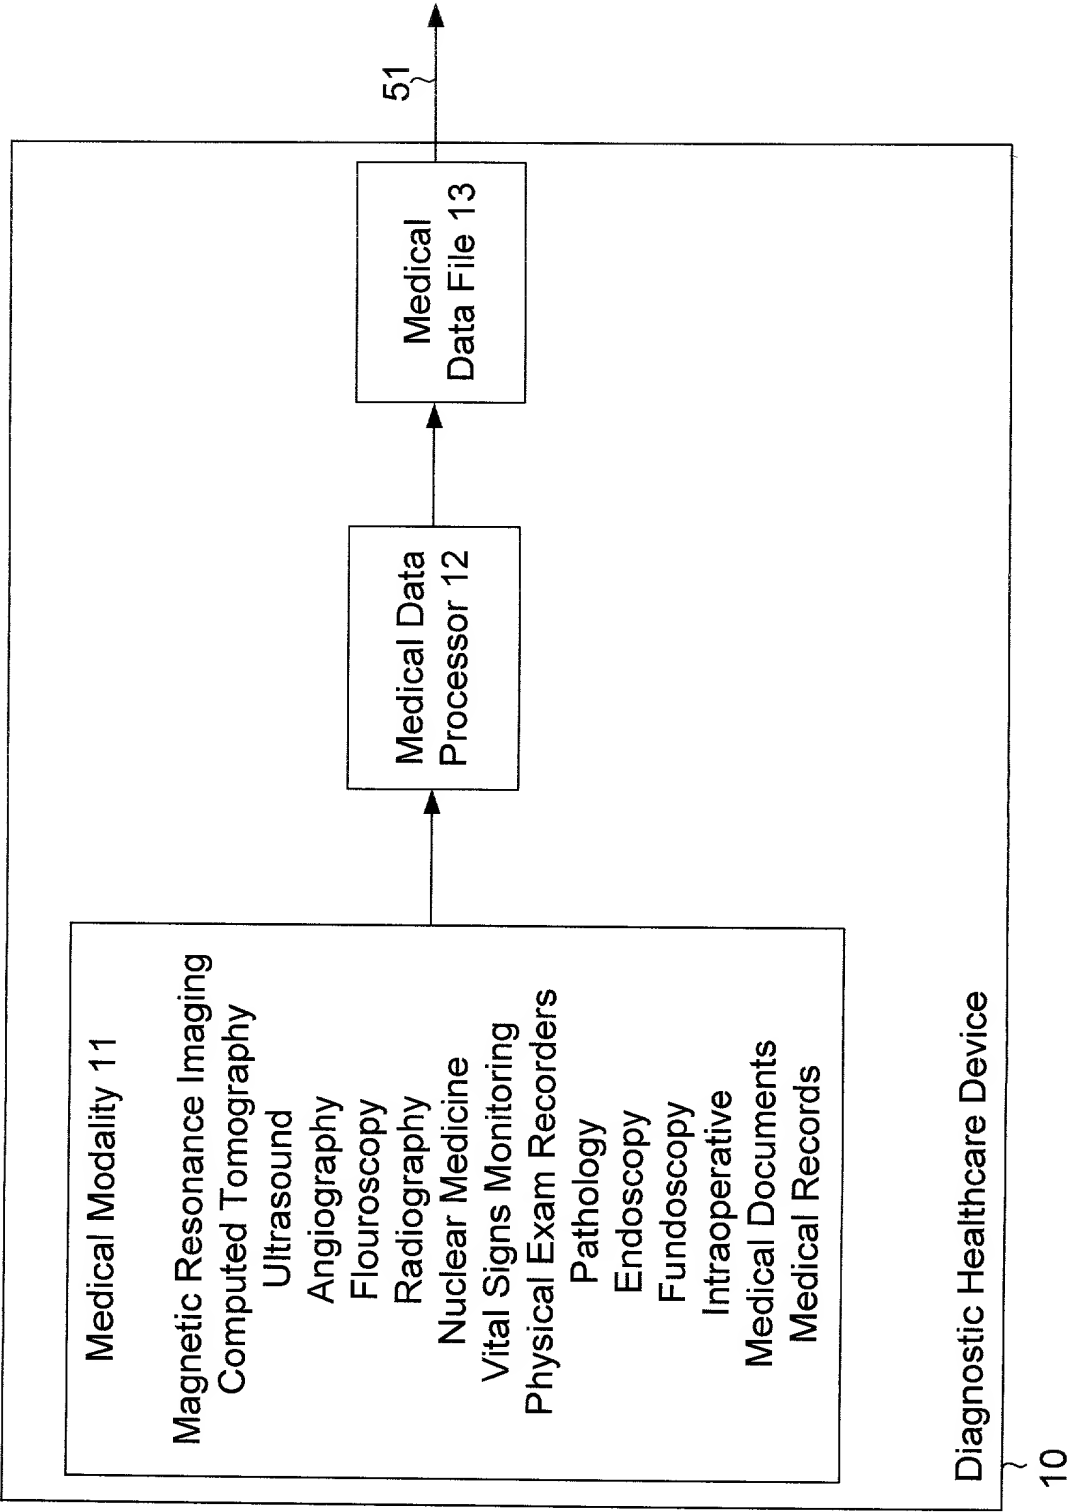 Medical Modality 11
Magnetic Resonance Imaging
Computed Tomography
Ultrasound
Angiography
Flouroscopy
Radiography
Nuclear Medicine
Vital Signs Monitoring
Physical Exam Recorders
Pathology
Endoscopy
Fundoscopy
Intraoperative
Medical Documents
Medical Records
Medical Data
Processor 12
Medical
Data File 13
51
Diagnostic Healthcare Device
10